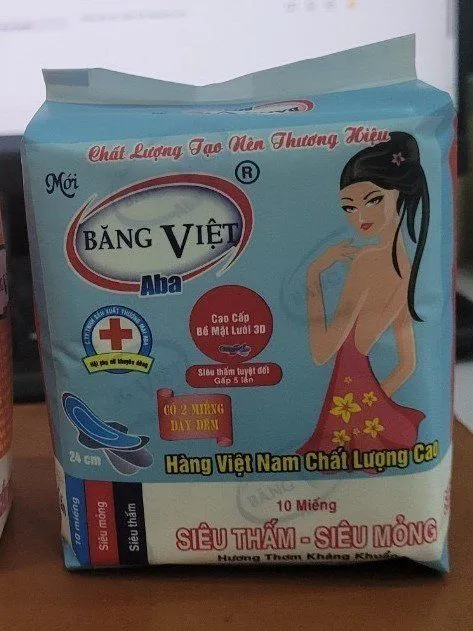 Chất Lượng Tạo Nên Thương Hiệu
Mới
®
BĂNG VIỆT
Aba
Cao Cấp
Bề Mặt Lưới 3D
Siêu thấm tuyệt đối
Gấp 5 lần
CÓ 2 MIẾNG
DAY ĐÊM
24 cm
Hàng Việt Nam Chất Lượng Cao
10 miếng
Siêu mỏng
Siêu thấm
10 Miếng
SIÊU THẤM - SIÊU MỎNG
Hương Thơm Kháng Khuẩn